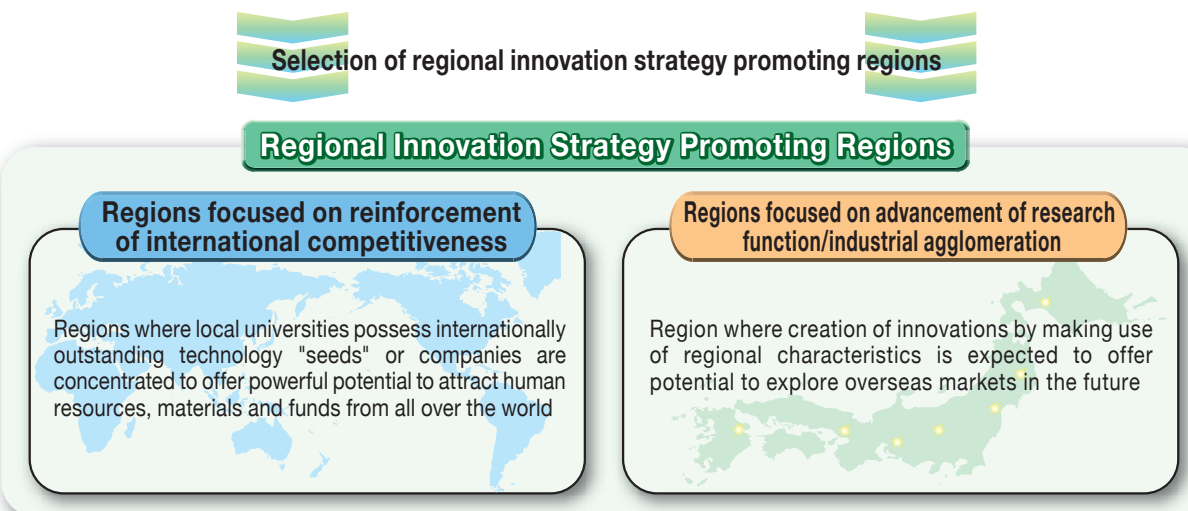 Selection of regional innovation strategy promoting regions
Regional Innovation Strategy Promoting Regions
Regions focused on reinforcement
of international competitiveness
Regions where local universities possess internationally
outstanding technology "seeds" or companies are
concentrated to offer powerful potential to attract human
resources, materials and funds from all over the world
Regions focused on advancement of research
function/industrial agglomeration
Region where creation of innovations by making use
of regional characteristics is expected to offer
potential to explore overseas markets in the future